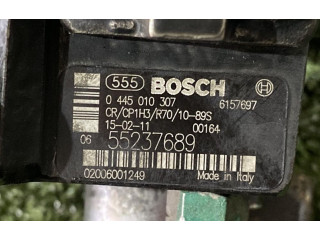 555 BOSCH
0 445 010 307 6157697
CR/CP1H3/R70/10-89S
15-02-11 00164
06 55237689
02006001249 Made in Italy